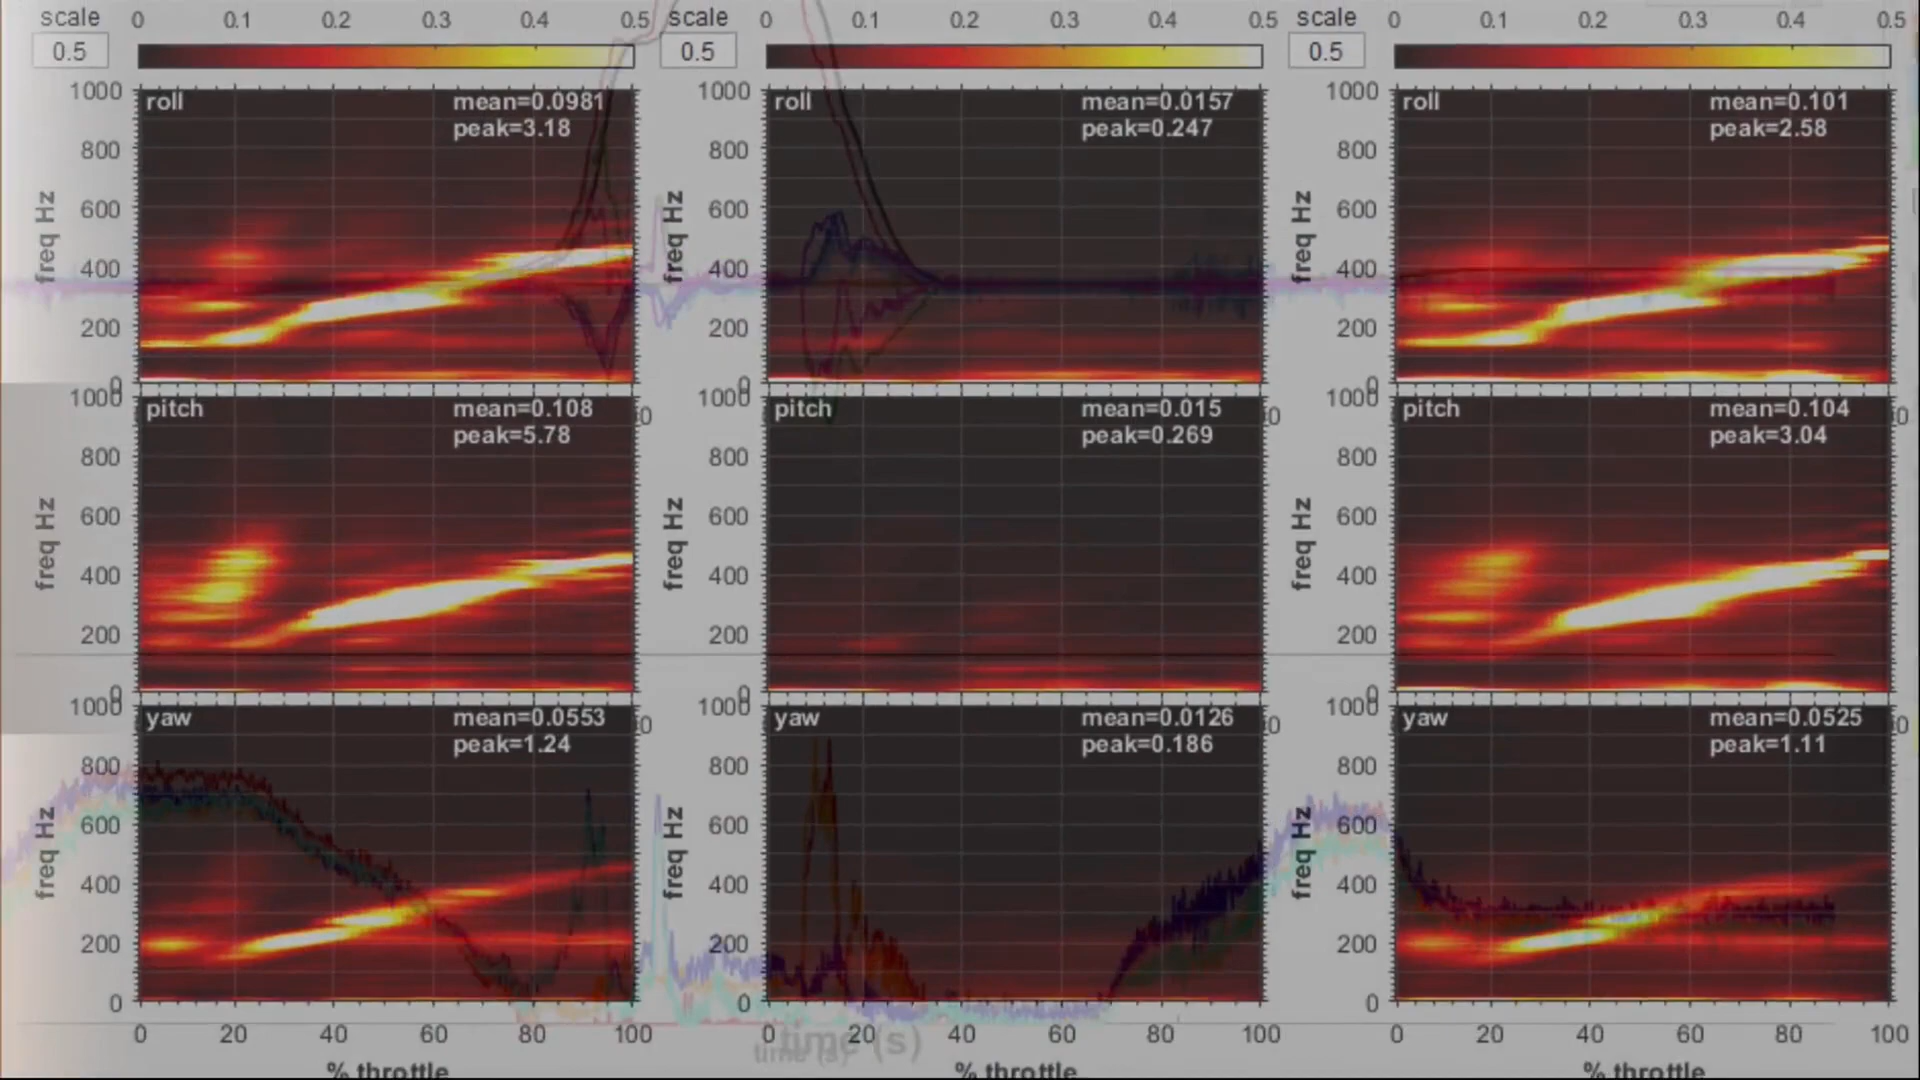 scale 0 0.1 0.2 0.3 0.4 0.5 scale 0 0.1 0.2 0.3 0.4 0.5 scale 0 0.1 0.2 0.3 0.4 0.5
0.5 0.5 0.5
1000 roll mean=0.0981 1000 roll mean=0.0157 1000 roll mean=0.101
peak=3.18 peak=0.247 peak=2.58
800 800 800
600 600 600
freq Hz freq Hz freq Hz
400 400 400
200 200 200
0 0 0
1000 pitch mean=0.108 1000 pitch mean=0.015 1000 pitch mean=0.104
peak=5.78 peak=0.269 peak=3.04
800 800 800
600 600 600
freq Hz freq Hz freq Hz
400 400 400
200 200 200
0 0 0
1000 yaw mean=0.0553 1000 yaw mean=0.0126 1000 yaw mean=0.0525
peak=1.24 peak=0.186 peak=1.11
800 800 800
600 600 600
freq Hz freq Hz freq Hz
400 400 400
200 200 200
0 0 0
0 20 40 60 80 100 0 20 40 60 80 100 0 20 40 60 80 100
time (s) time (s)
% throttle % throttle % throttle